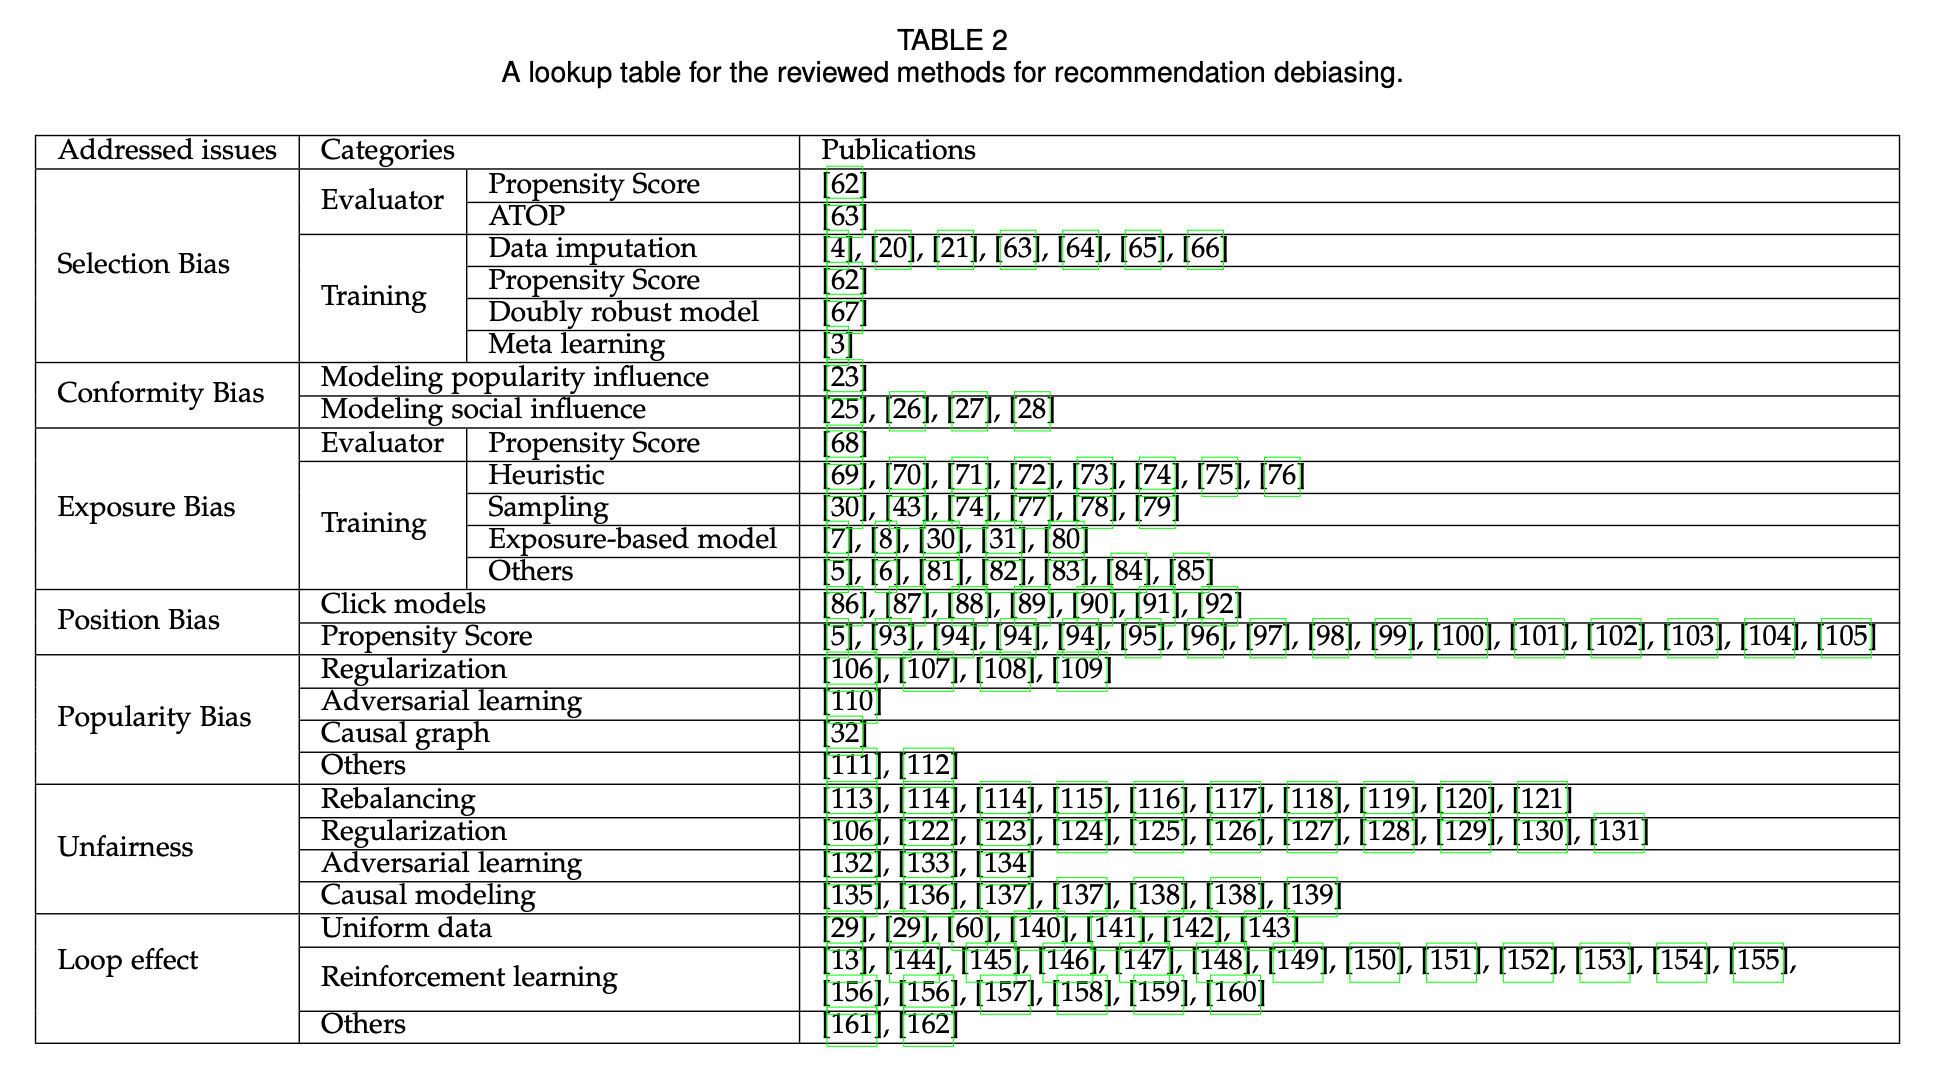 TABLE 2
A lookup table for the reviewed methods for recommendation debiasing.
Addressed issues Categories Publications
Selection Bias Evaluator Propensity Score [62]
ATOP [63]
Training Data imputation [4], [20], [21], [63], [64], [65], [66]
Propensity Score [62]
Doubly robust model [67]
Meta learning [3]
Conformity Bias Modeling popularity influence [23]
Modeling social influence [25], [26], [27], [28]
Exposure Bias Evaluator Propensity Score [68]
Training Heuristic [69], [70], [71], [72], [73], [74], [75], [76]
Sampling [30], [43], [74], [77], [78], [79]
Exposure-based model [7], [8], [30], [31], [80]
Others [5], [6], [81], [82], [83], [84], [85]
Position Bias Click models [86], [87], [88], [89], [90], [91], [92]
Propensity Score [5], [93], [94], [94], [94], [95], [96], [97], [98], [99], [100], [101], [102], [103], [104], [105]
Popularity Bias Regularization [106], [107], [108], [109]
Adversarial learning [110]
Causal graph [32]
Others [111], [112]
Unfairness Rebalancing [113], [114], [114], [115], [116], [117], [118], [119], [120], [121]
Regularization [106], [122], [123], [124], [125], [126], [127], [128], [129], [130], [131]
Adversarial learning [132], [133], [134]
Causal modeling [135], [136], [137], [137], [138], [138], [139]
Loop effect Uniform data [29], [29], [60], [140], [141], [142], [143]
Reinforcement learning [13], [144], [145], [146], [147], [148], [149], [150], [151], [152], [153], [154], [155],
[156], [156], [157], [158], [159], [160]
Others [161], [162]